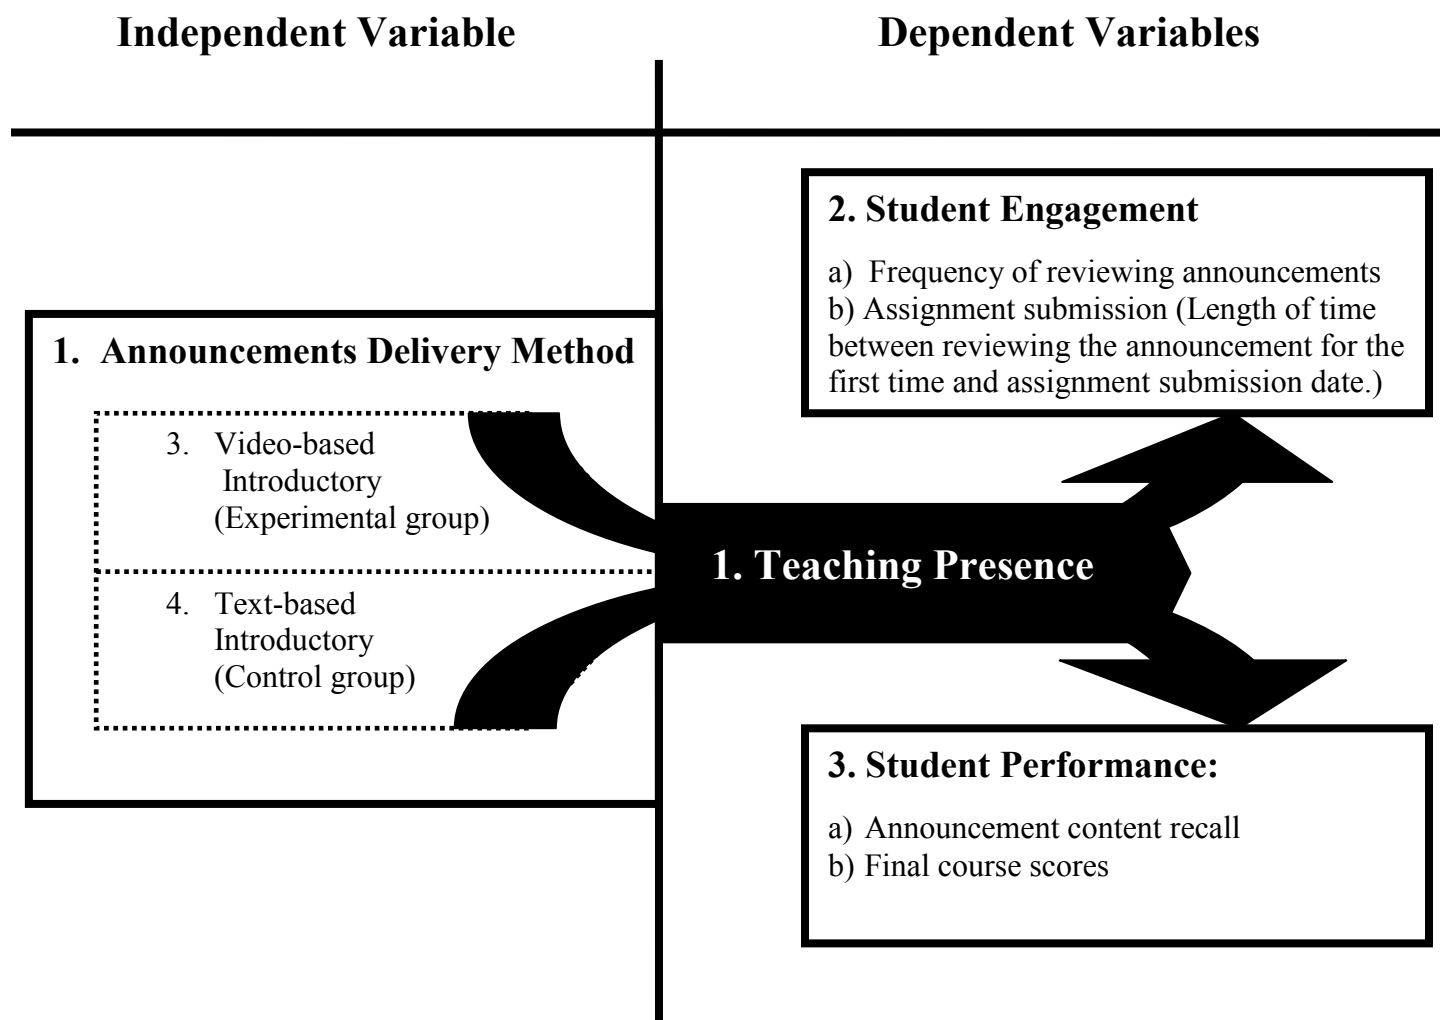 Independent Variable
Dependent Variables
1. Announcements Delivery Method
3. Video-based
Introductory
(Experimental group)
4. Text-based
Introductory
(Control group)
1. Teaching Presence
2. Student Engagement
a) Frequency of reviewing announcements
b) Assignment submission (Length of time
between reviewing the announcement for the
first time and assignment submission date.)
3. Student Performance:
a) Announcement content recall
b) Final course scores